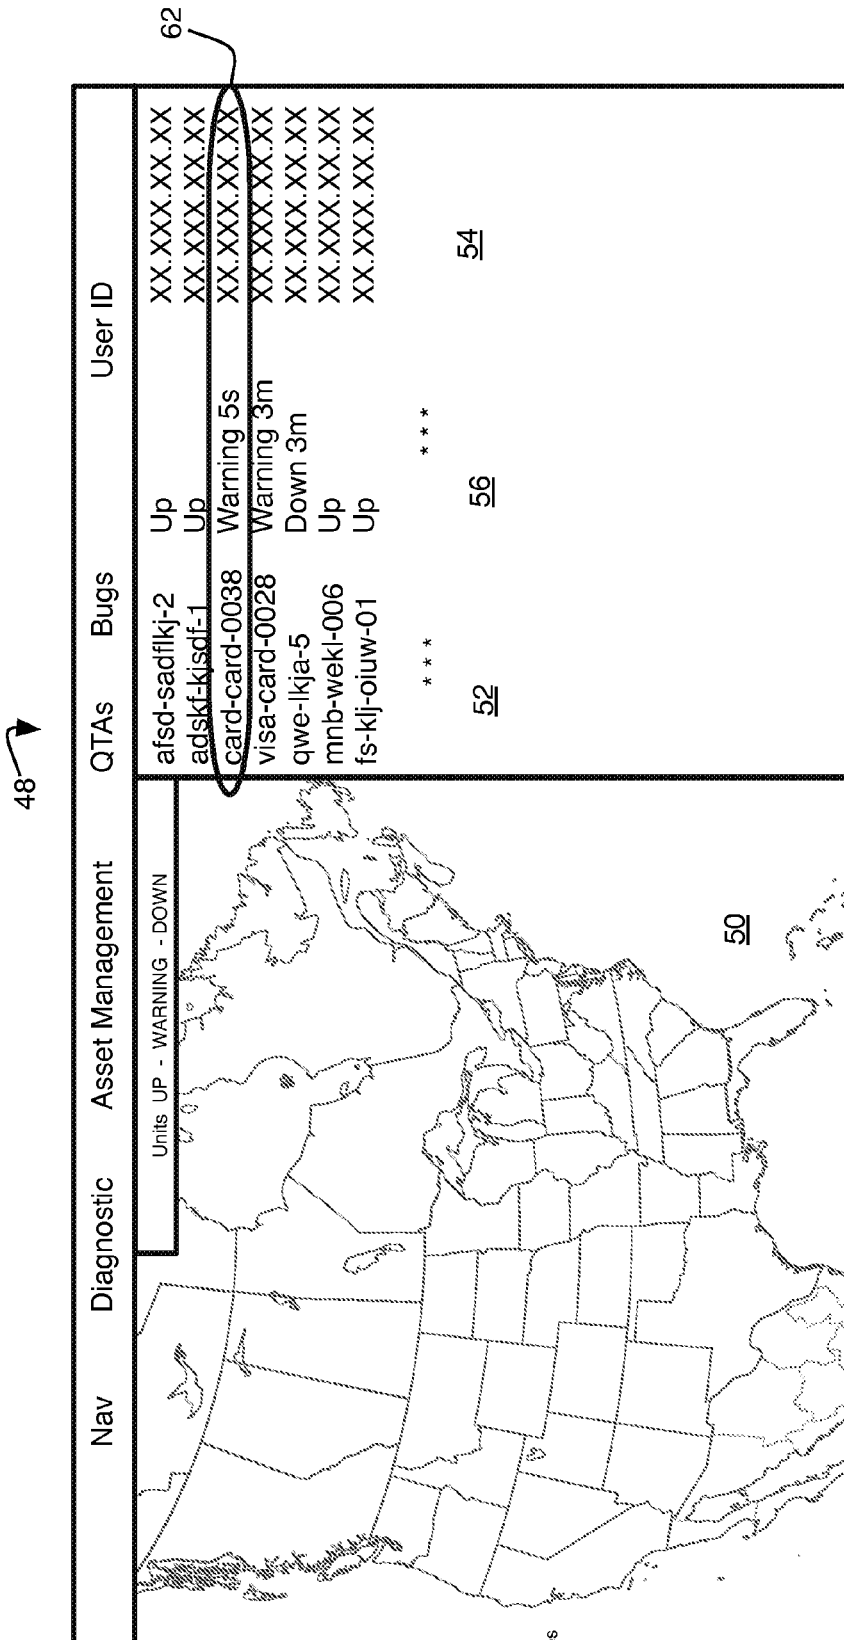 48
62
Nav Diagnostic Asset Management QTAs Bugs User ID
Units UP - WARNING - DOWN
afsd-sadflkj-2 Up XX.XXX.XX.XX
adskf-kjsdf-1 Up XX.XXX.XX.XX
card-card-0038 Warning 5s XX.XXX.XX.XX
visa-card-0028 Warning 3m XX.XXX.XX.XX
qwe-lkja-5 Down 3m XX.XXX.XX.XX
mnb-wekl-006 Up XX.XXX.XX.XX
fs-klj-oiuw-01 Up XX.XXX.XX.XX
* * * * * *
50 52 56 54
s